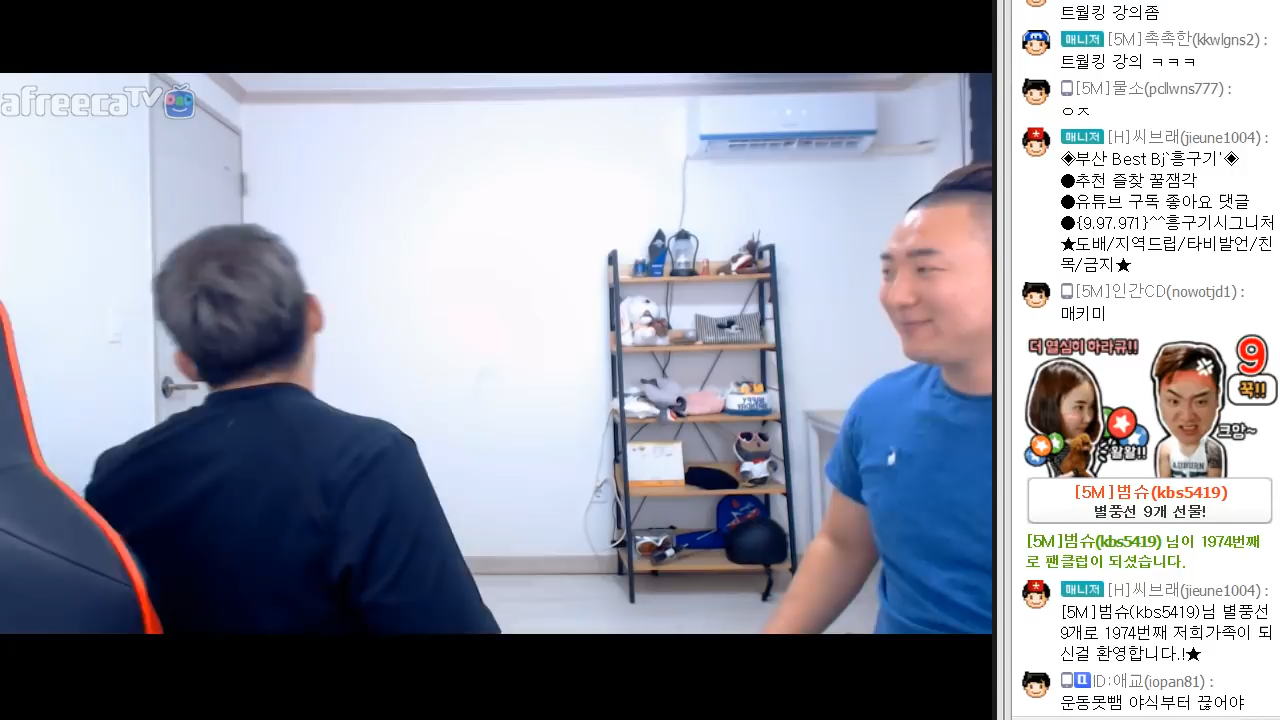 afreecaTV
트월킹 강의좀
매니저 [5M]촉촉한(kkwlgns2) :
트월킹 강의 ㅋㅋㅋ
[5M]몰소(pcllwns777) :
ㅇㅈ
매니저 [H]씨브래(jieune1004) :
◈부산 Best Bj`홍구기'◈
●추천 즐찾 꿀잼각
●유튜브 구독 좋아요 댓글
●{9,97,971}^^홍구기시그니처
★도배/지역드립/타비발언/친
목/금지★
[5M]인간CD(nowotjd1) :
매키미
더 열심히 하라큐!!
9
꾹!!
크앙~
왈왈!!
AUBURN
[5M]범슈(kbs5419)
별풍선 9개 선물!
[5M]범슈(kbs5419) 님이 1974번째
로 팬클럽이 되셨습니다.
매니저 [H]씨브래(jieune1004) :
[5M]범슈(kbs5419)님 별풍선
9개로 1974번째 저희가족이 되
신걸 환영합니다.!★
ID:애교(iopan81) :
운동못뺌 야식부터 끊어야